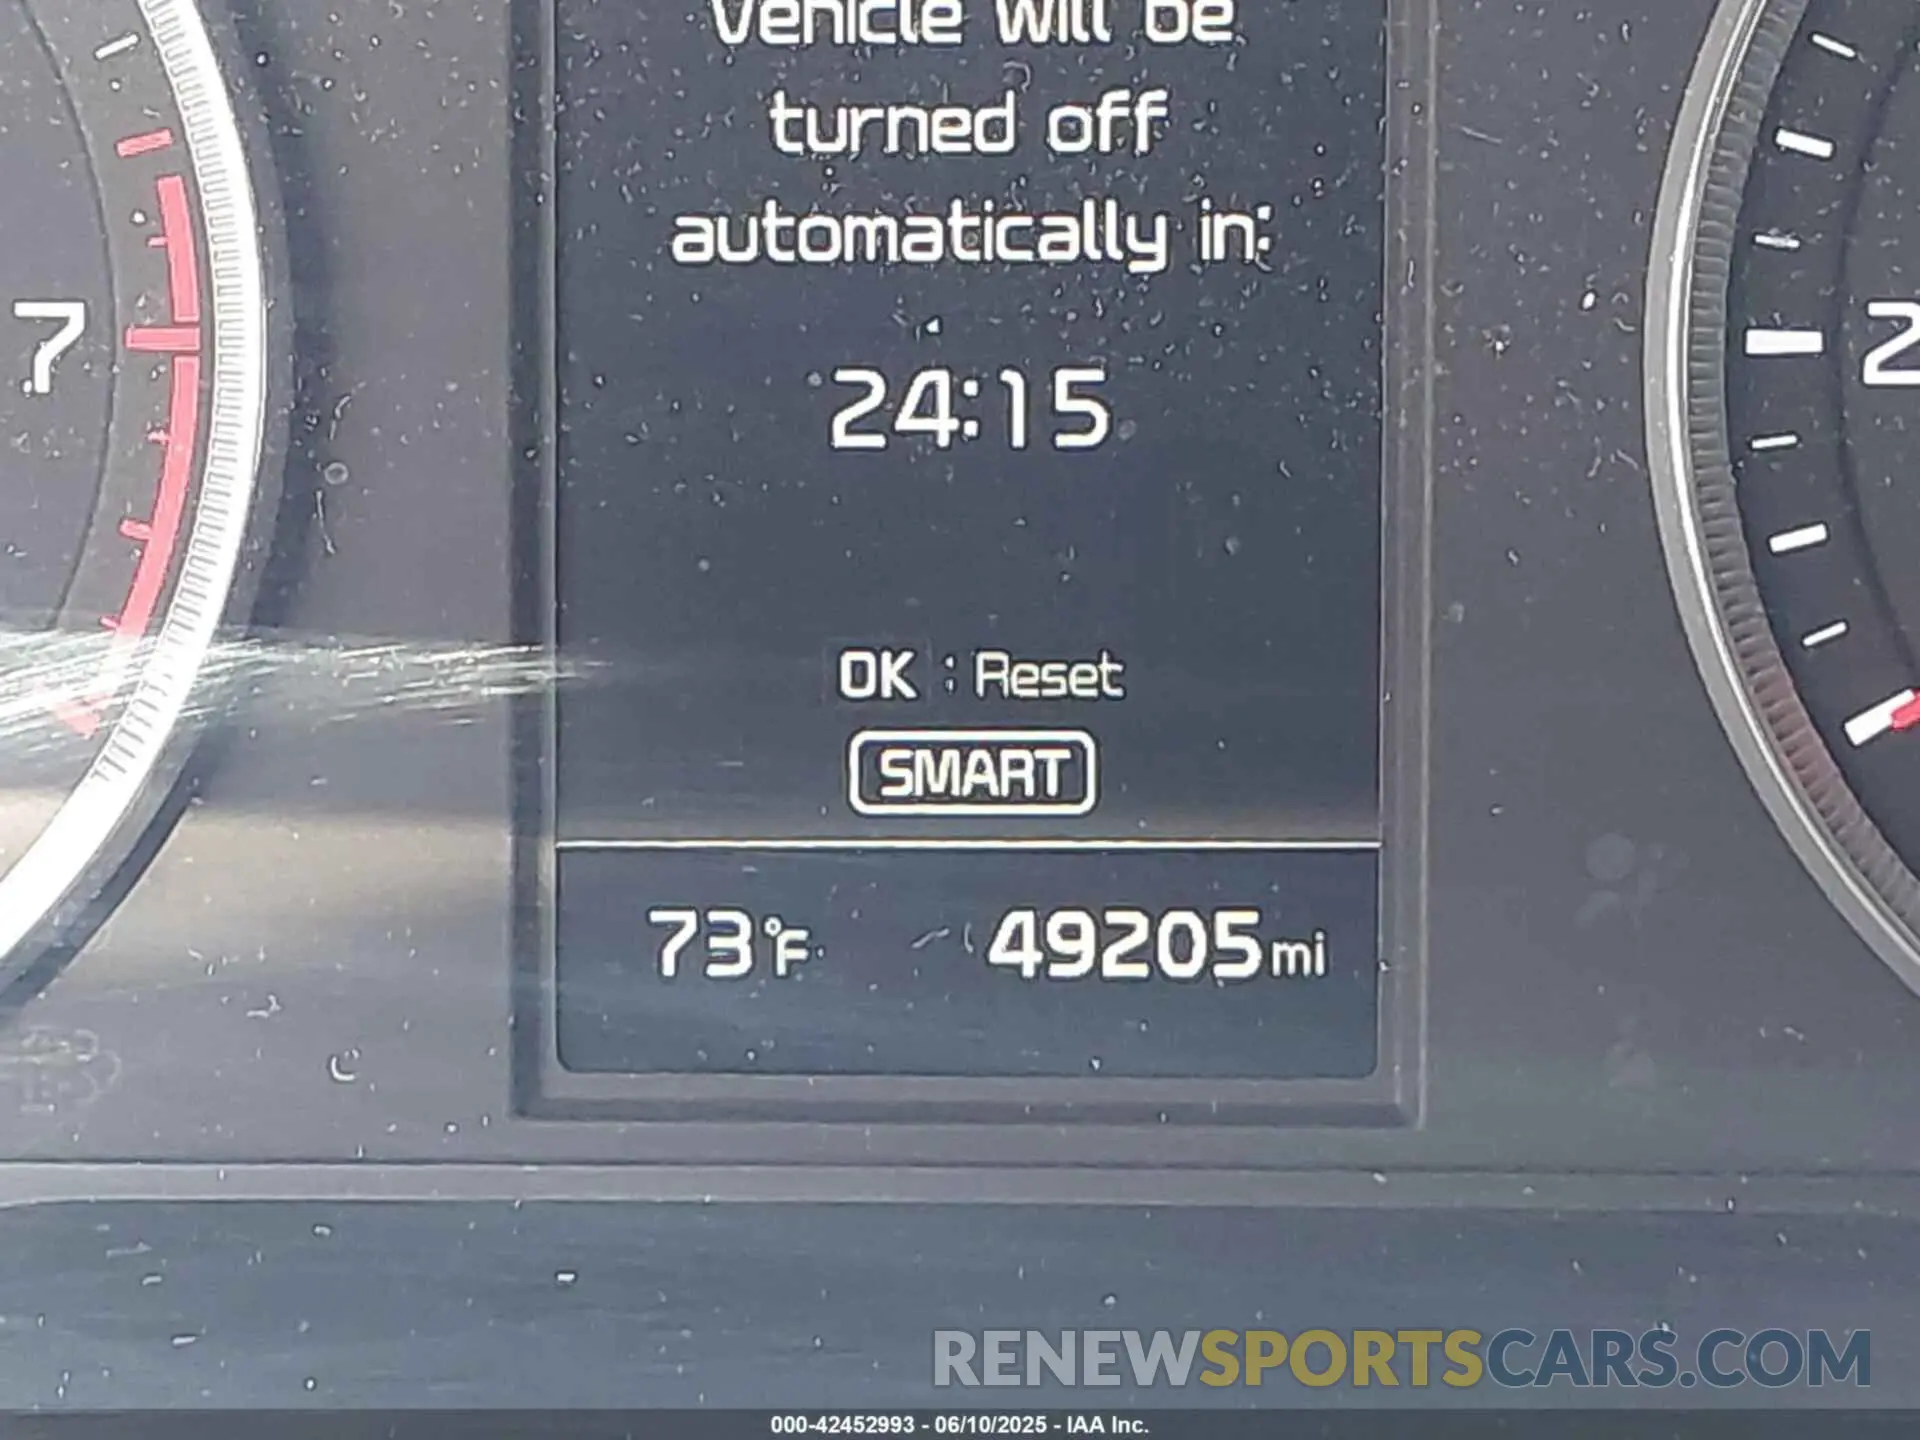 Vehicle will be
turned off
automatically in:
7
24:15
2
OK : Reset
SMART
73°F 49205mi
RENEWSPORTSCARS.COM
000-42452993 - 06/10/2025 - IAA Inc.